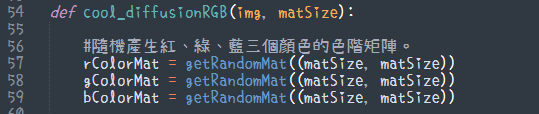 54 def cool_diffusionRGB(img, matSize):
55
56 #隨機產生紅、綠、藍三個顏色的色階矩陣。
57 rColorMat = getRandomMat((matSize, matSize))
58 gColorMat = getRandomMat((matSize, matSize))
59 bColorMat = getRandomMat((matSize, matSize))
60